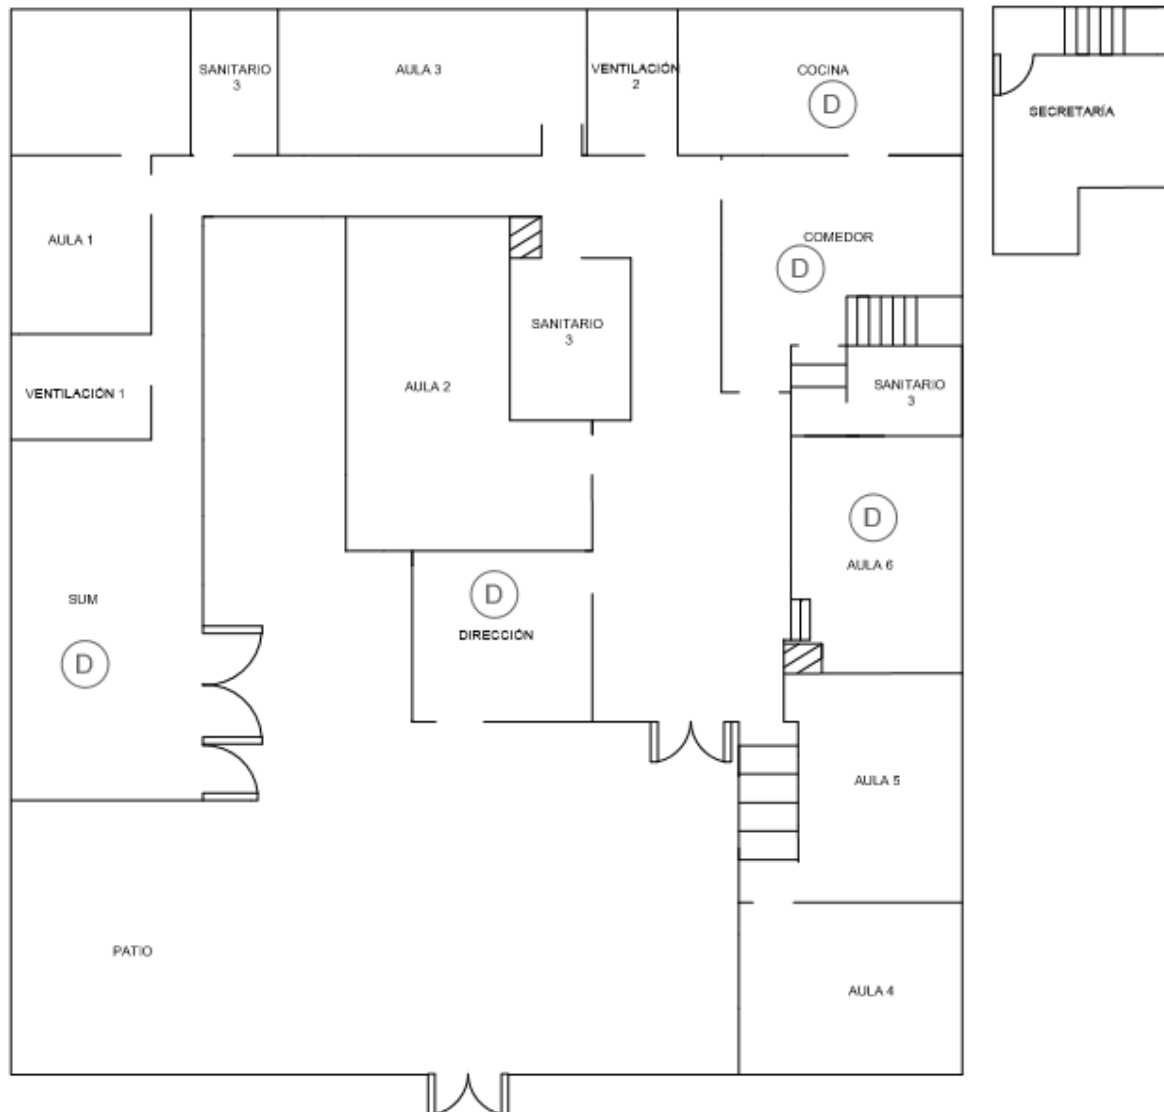 SANITARIO
3
AULA 3
VENTILACIÓN
2
COCINA
D
SECRETARÍA
AULA 1
COMEDOR
D
SANITARIO
3
AULA 2
VENTILACIÓN 1
SANITARIO
3
D
AULA 6
SUM
D
D
DIRECCIÓN
AULA 5
PATIO
AULA 4